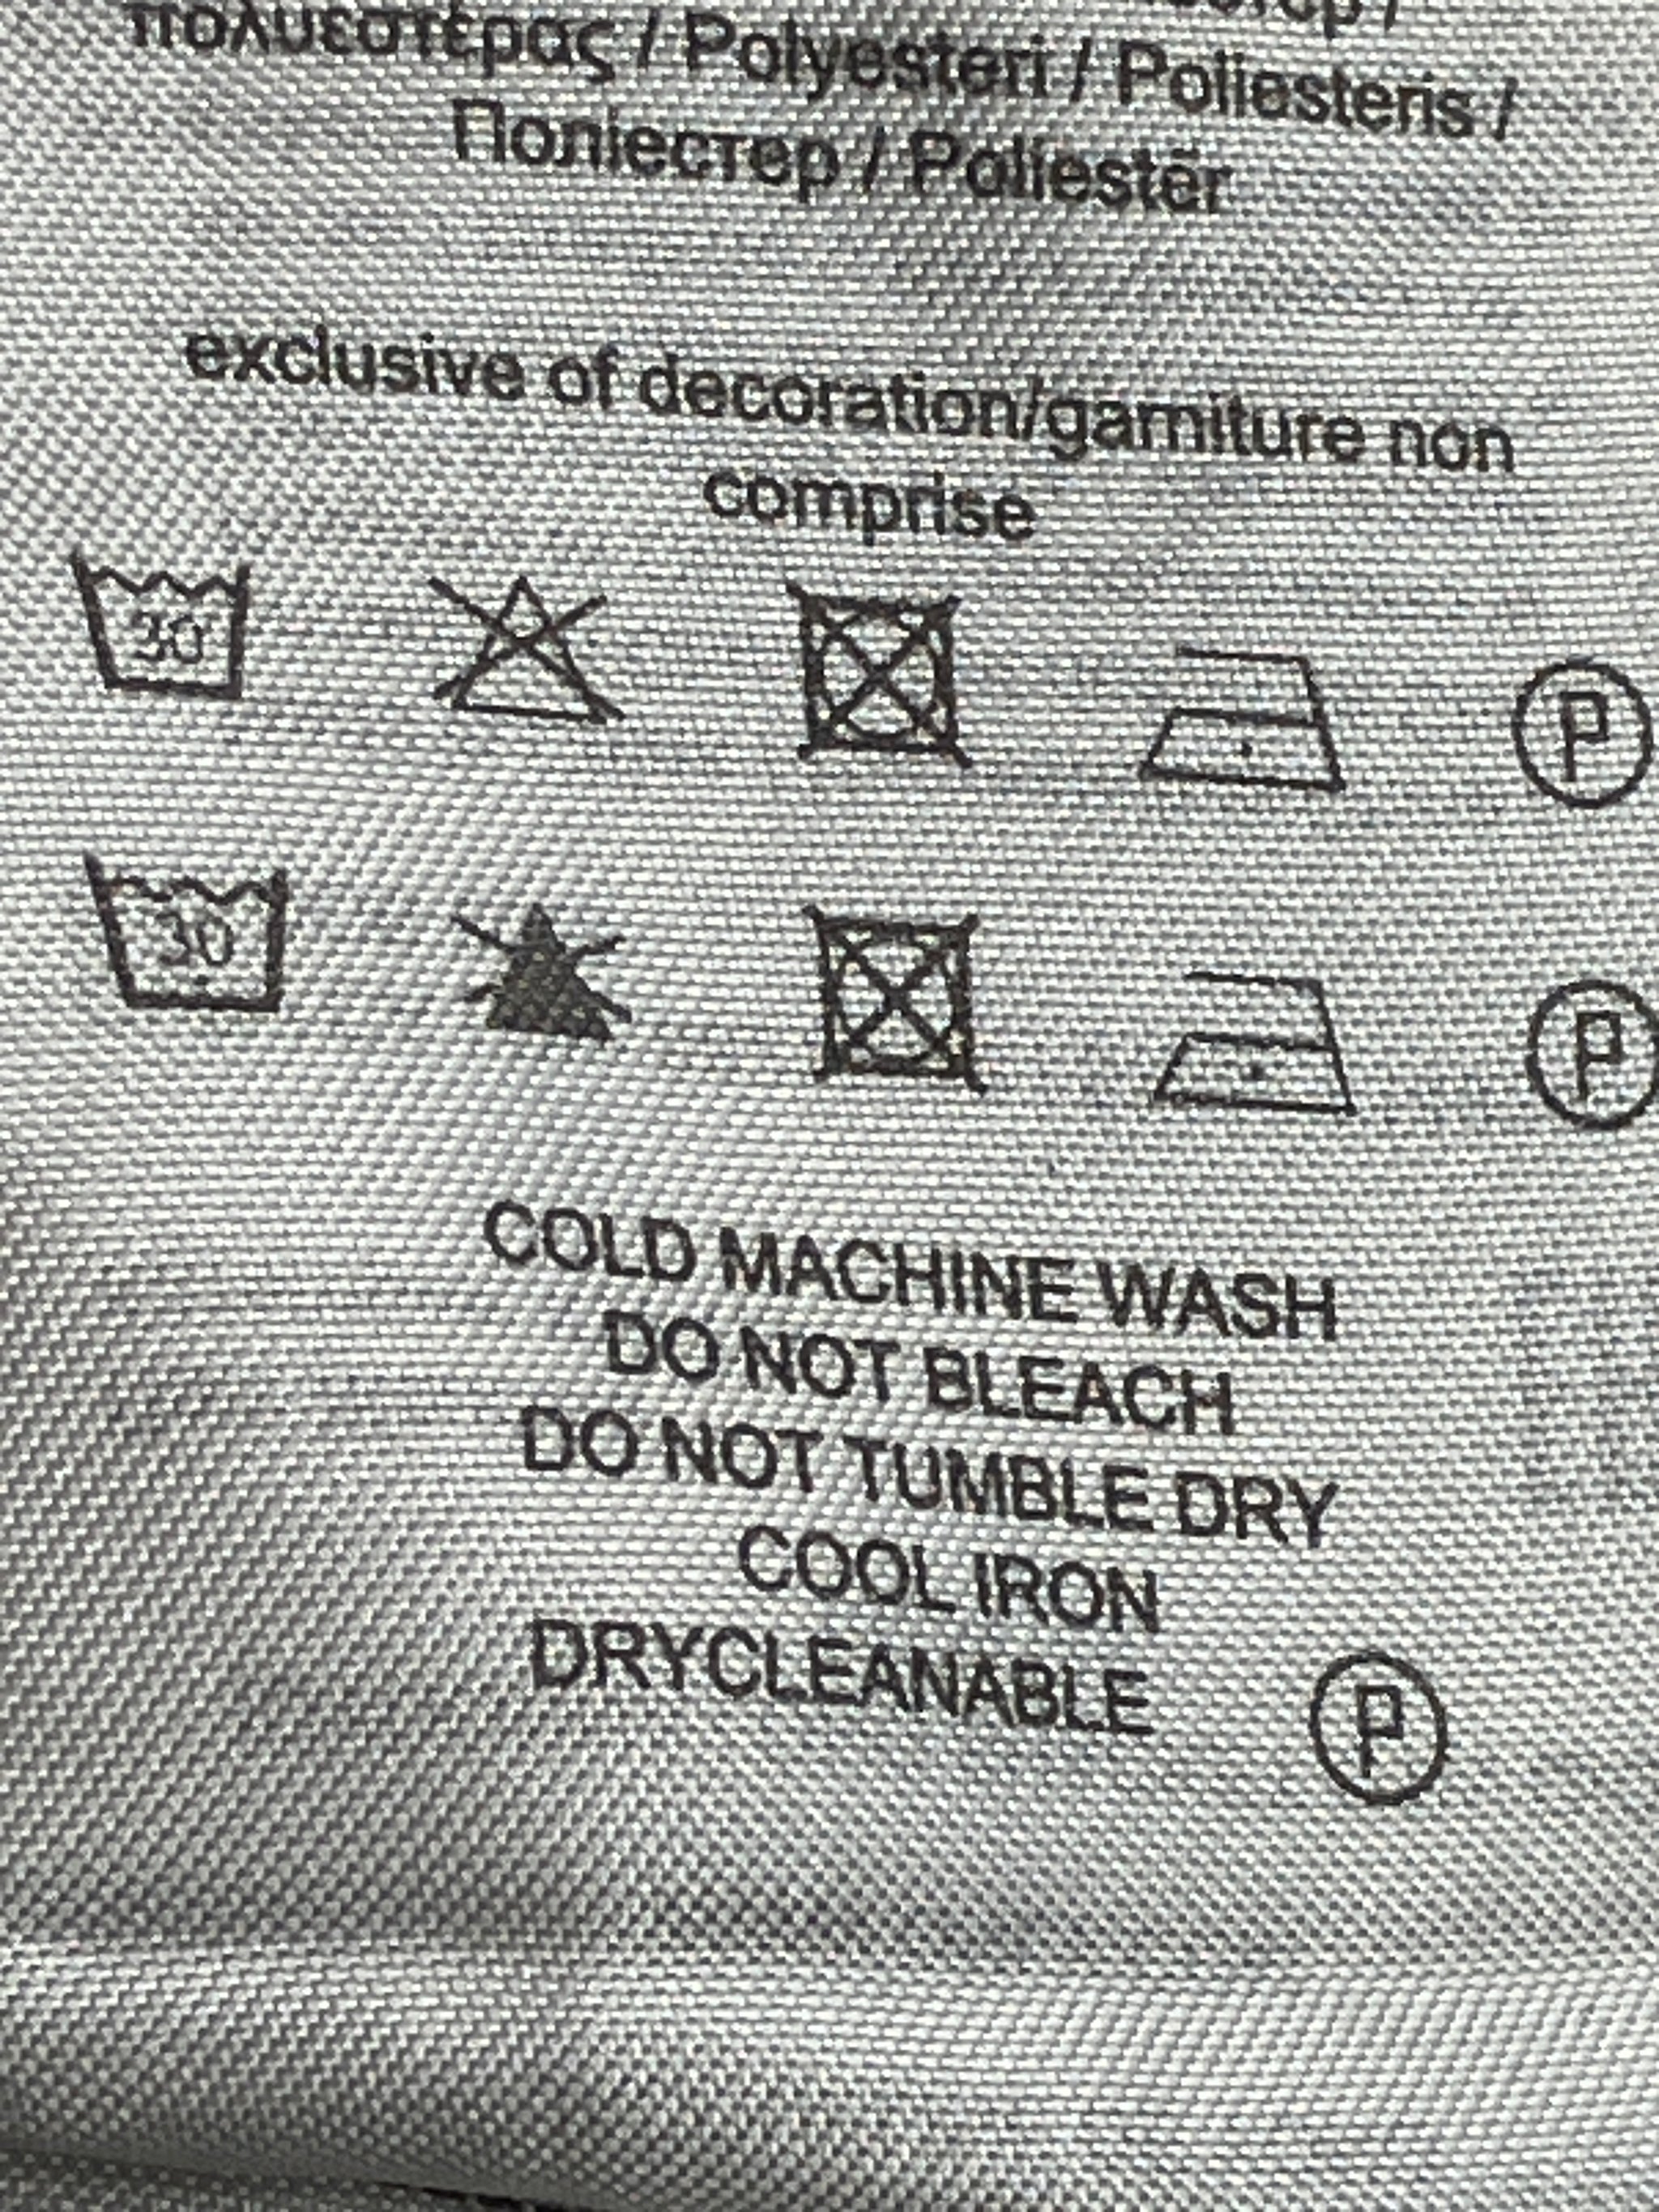 πολυεστέρας / Polyesteri / Poliesteris /
Поліестер / Poliestër
exclusive of decoration/garniture non
comprise
30 P
30 P
COLD MACHINE WASH
DO NOT BLEACH
DO NOT TUMBLE DRY
COOL IRON
DRYCLEANABLE P